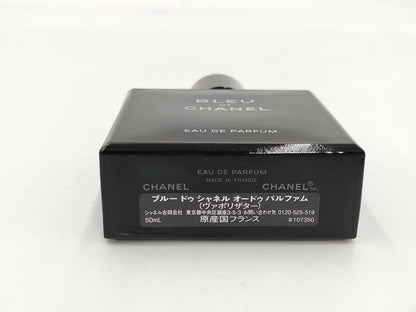 BLEU
DE
CHANEL
EAU DE PARFUM
EAU DE PARFUM
MADE IN FRANCE
CHANEL CHANEL®
ブルー ドゥ シャネル オードゥ パルファム
(ヴァポリザター)
シャネル合同会社 東京都中央区銀座3-5-3 お問い合わせ先 0120-525-519
50mL 原産国フランス #107350